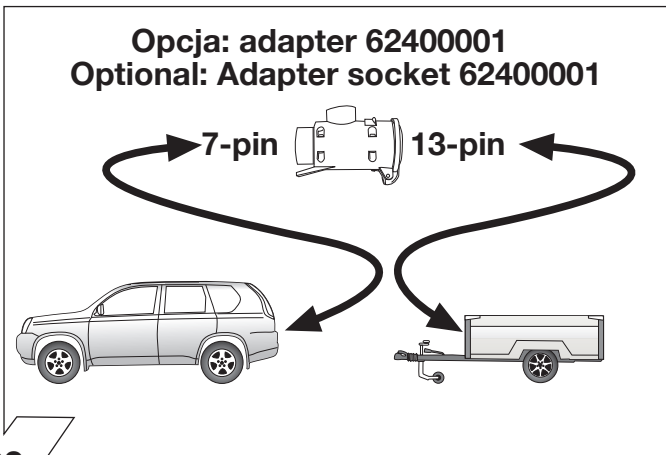 Opcja: adapter 62400001
Optional: Adapter socket 62400001
7-pin 13-pin